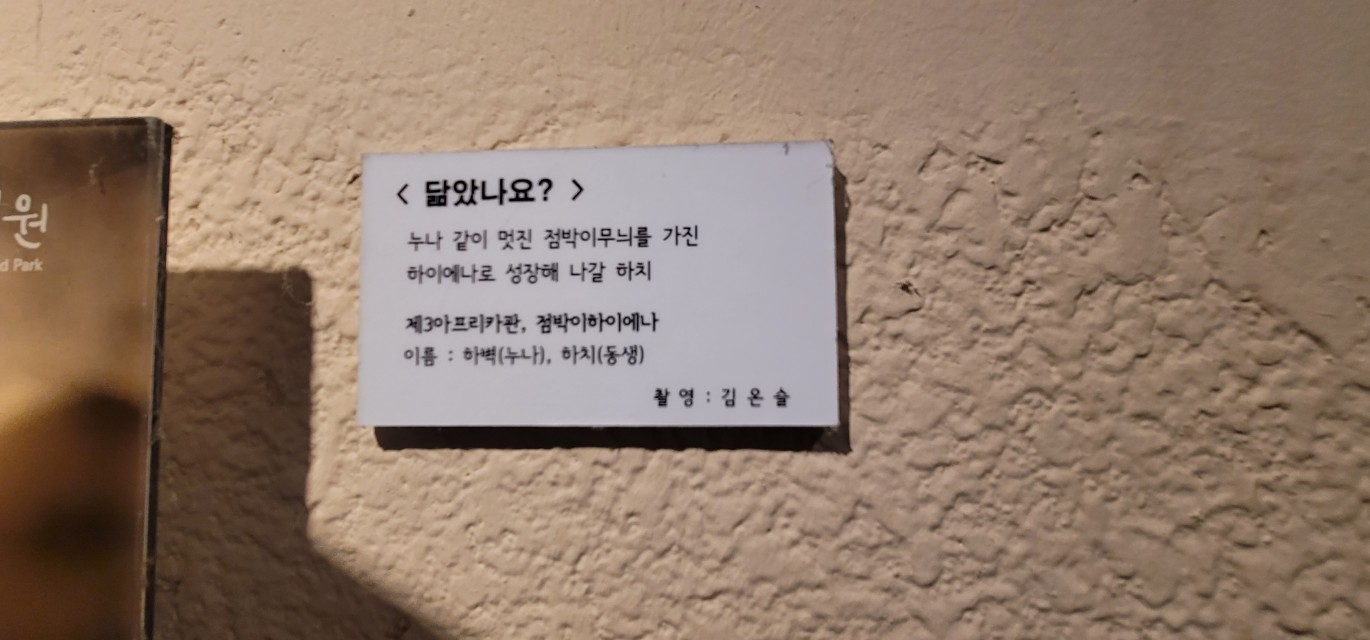 원
d Park
< 닮았나요? >
누나 같이 멋진 점박이무늬를 가진
하이에나로 성장해 나갈 하치
제3아프리카관, 점박이하이에나
이름 : 하벽(누나), 하치(동생)
촬 영 : 김 온 슬